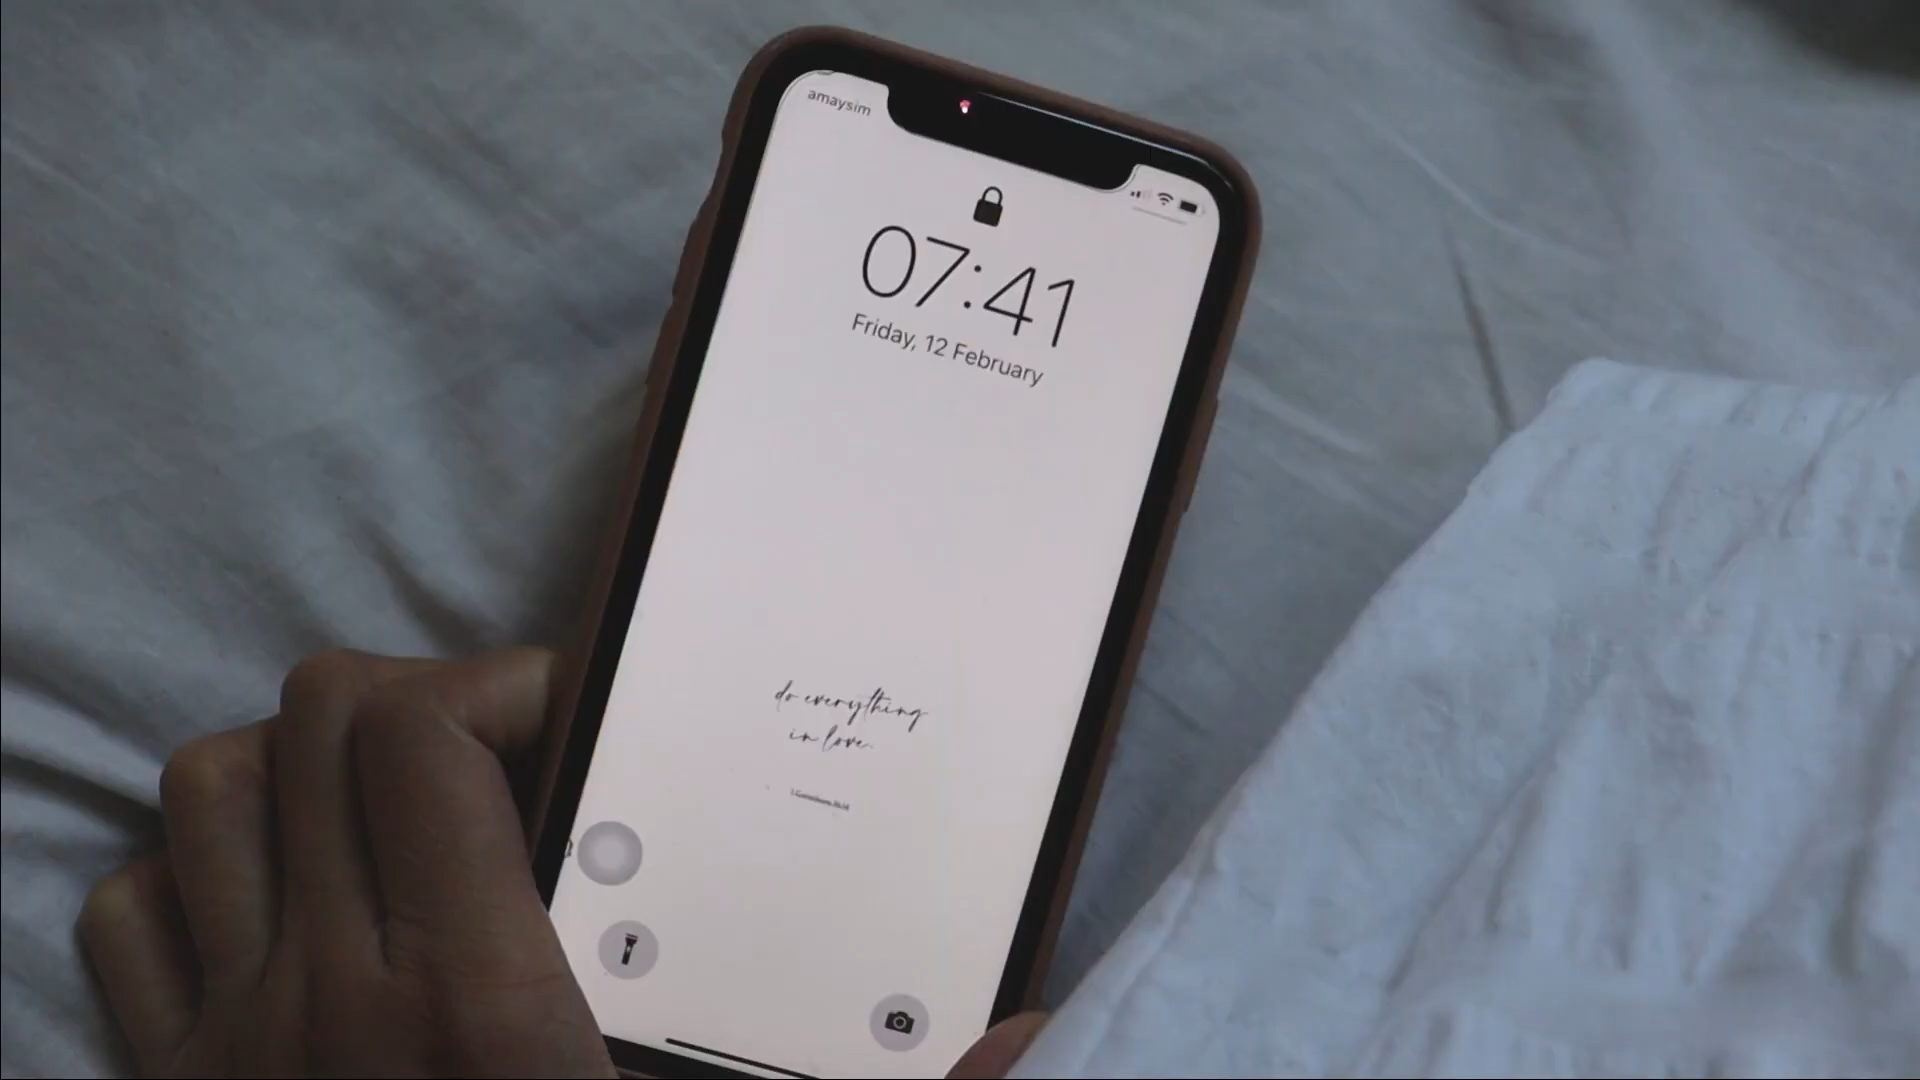 amaysim
07:41
Friday, 12 February
do everything
in love.